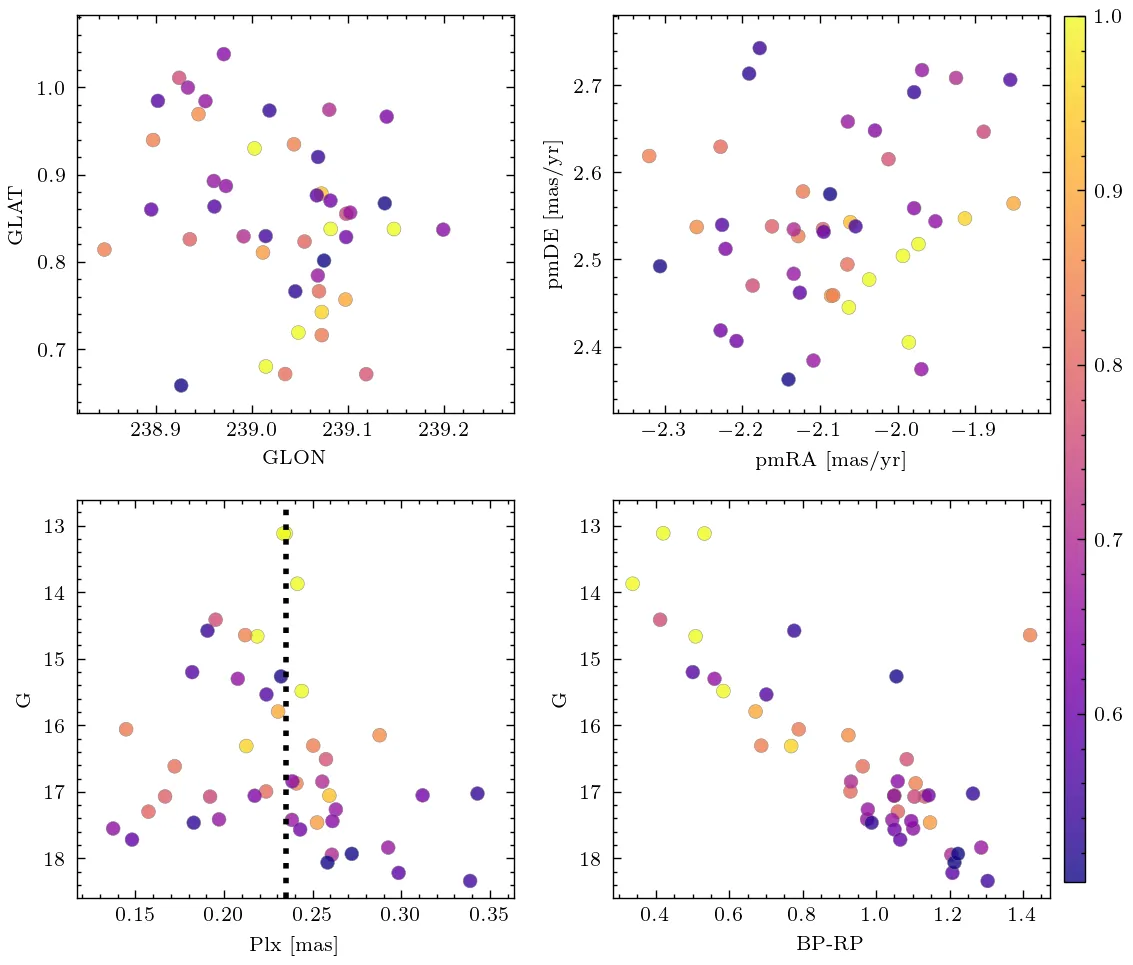 1.0
0.9
0.8
0.7
GLAT
238.9 239.0 239.1 239.2
GLON
2.7
2.6
2.5
2.4
pmDE [mas/yr]
−2.3 −2.2 −2.1 −2.0 −1.9
pmRA [mas/yr]
1.0
0.9
0.8
0.7
0.6
13
14
15
16
17
18
G
0.15 0.20 0.25 0.30 0.35
Plx [mas]
13
14
15
16
17
18
G
0.4 0.6 0.8 1.0 1.2 1.4
BP-RP